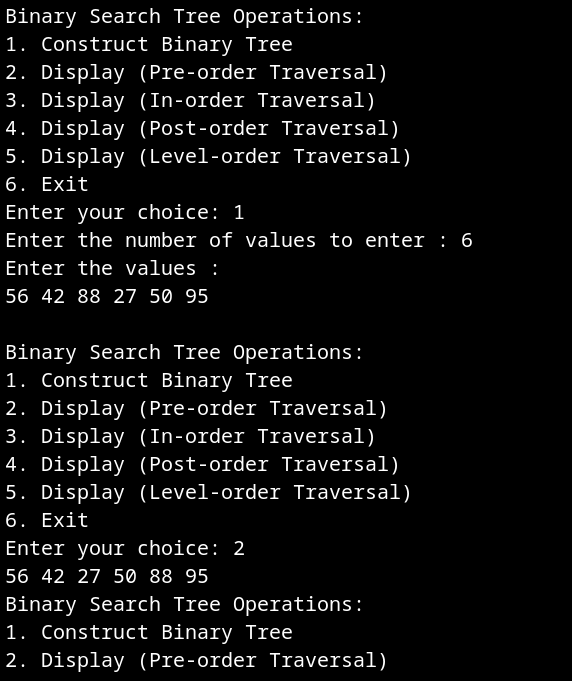 Binary Search Tree Operations:
1. Construct Binary Tree
2. Display (Pre-order Traversal)
3. Display (In-order Traversal)
4. Display (Post-order Traversal)
5. Display (Level-order Traversal)
6. Exit
Enter your choice: 1
Enter the number of values to enter : 6
Enter the values :
56 42 88 27 50 95

Binary Search Tree Operations:
1. Construct Binary Tree
2. Display (Pre-order Traversal)
3. Display (In-order Traversal)
4. Display (Post-order Traversal)
5. Display (Level-order Traversal)
6. Exit
Enter your choice: 2
56 42 27 50 88 95
Binary Search Tree Operations:
1. Construct Binary Tree
2. Display (Pre-order Traversal)